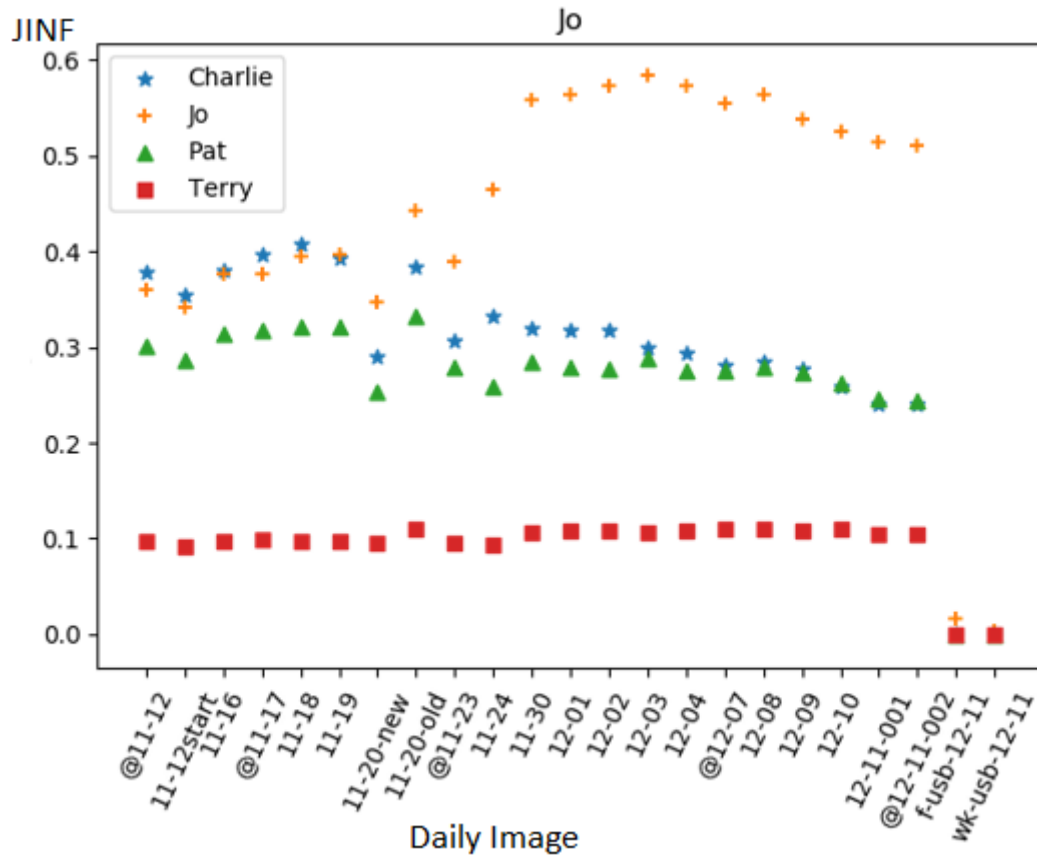 Jo
JINF
0.6
0.5
0.4
0.3
0.2
0.1
0.0
Charlie
Jo
Pat
Terry
@11-12
11-12start
11-16
@11-17
11-18
11-19
11-20-new
11-20-old
@11-23
11-24
11-30
12-01
12-02
12-03
12-04
@12-07
12-08
12-09
12-10
12-11-001
@12-11-002
f-usb-12-11
wk-usb-12-11
Daily Image